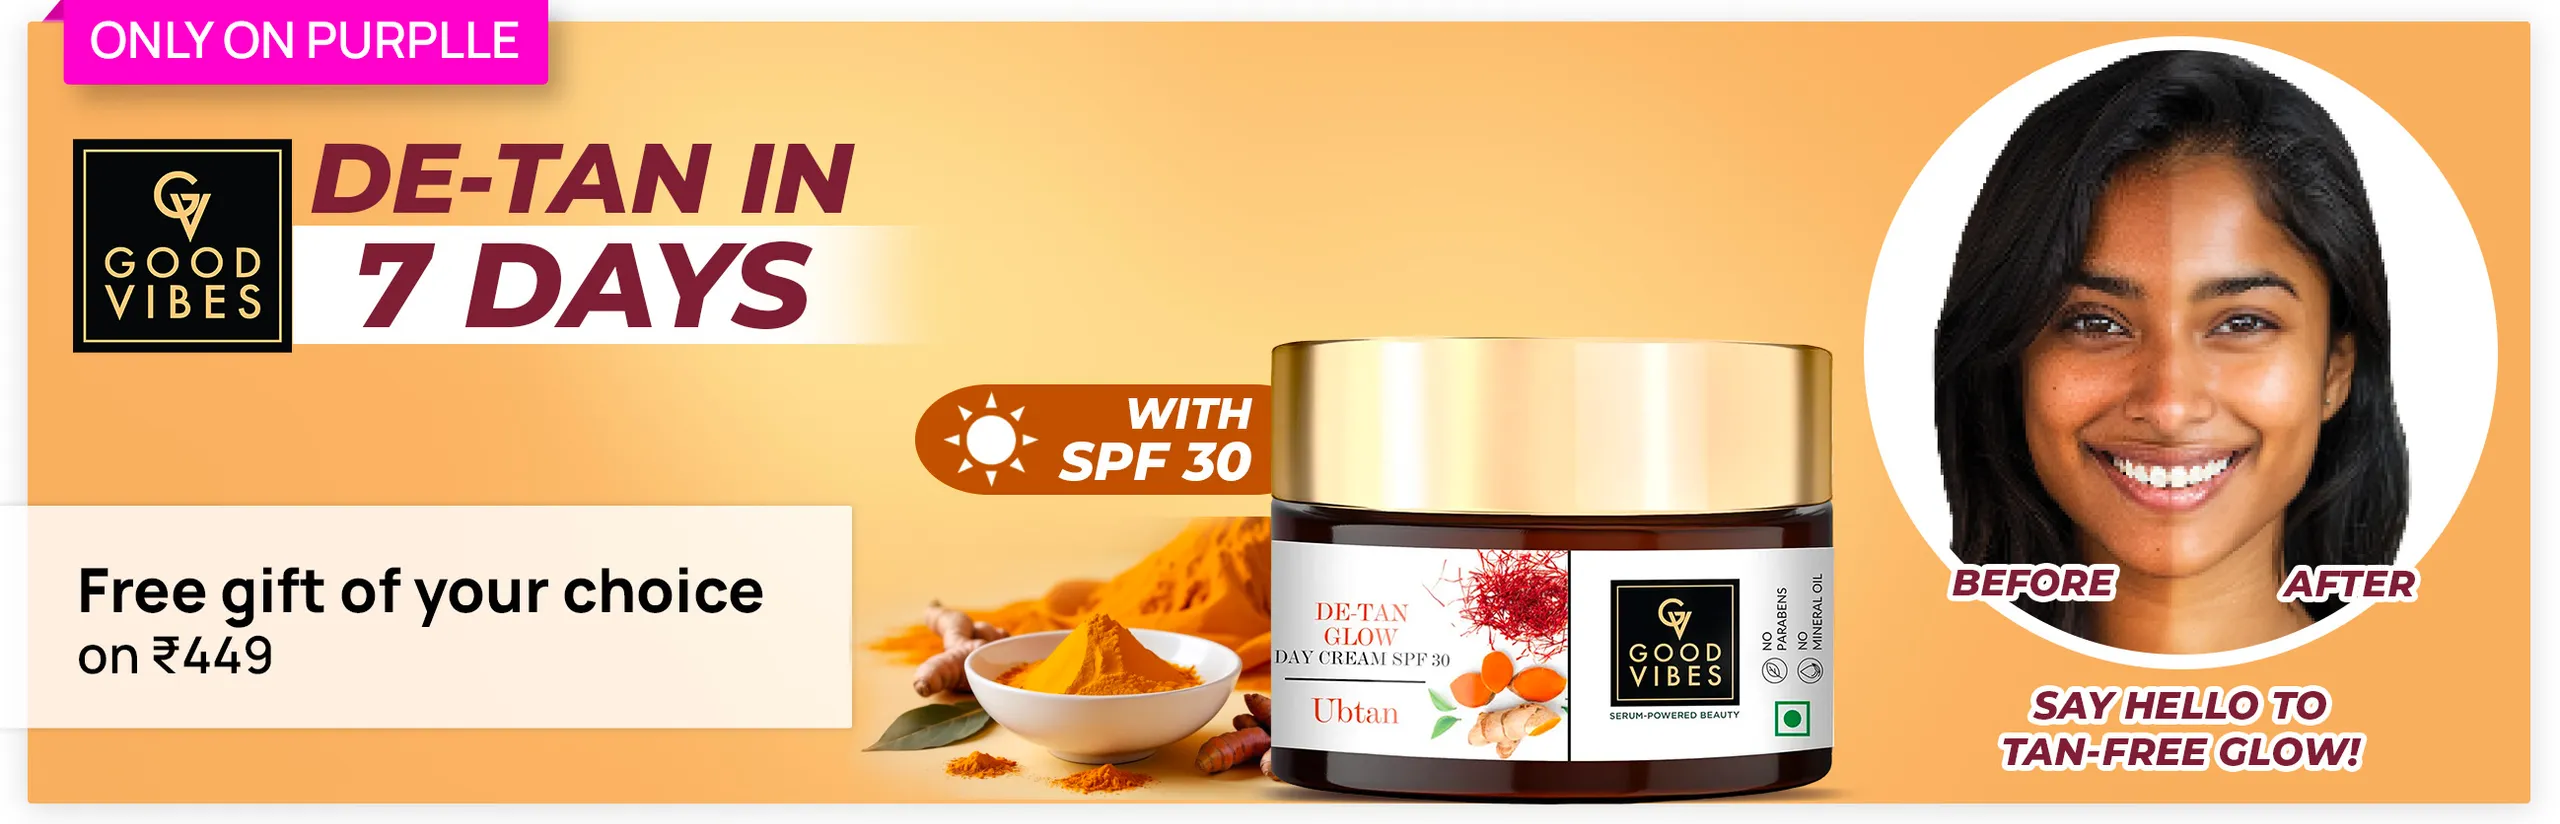 ONLY ON PURPLLE
GV
GOOD
VIBES
DE-TAN IN
7 DAYS
WITH
SPF 30
Free gift of your choice
on ₹449
DE-TAN
GLOW
DAY CREAM SPF 30
Ubtan
GV
GOOD
VIBES
SERUM-POWERED BEAUTY
NO
PARABENS
NO
MINERAL OIL
BEFORE
AFTER
SAY HELLO TO
TAN-FREE GLOW!